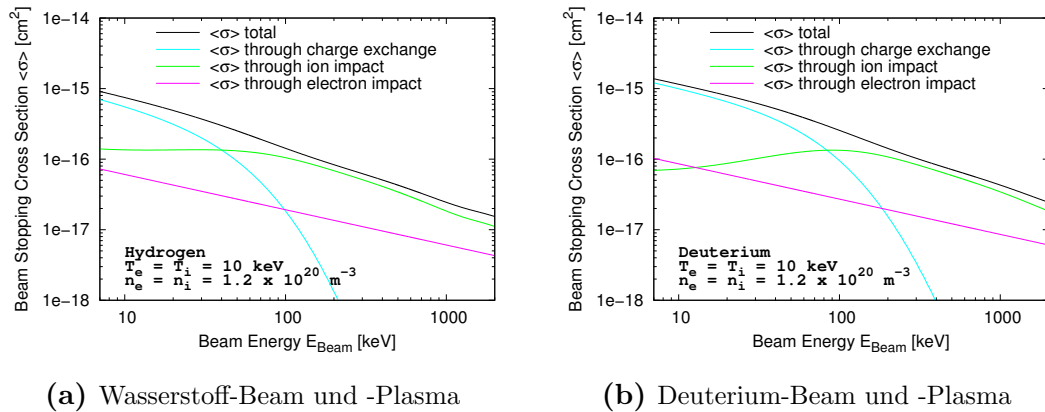 Beam Stopping Cross Section <σ> [cm²]
1e-14
1e-15
1e-16
1e-17
1e-18
<σ> total
<σ> through charge exchange
<σ> through ion impact
<σ> through electron impact
Hydrogen
T_e = T_i = 10 keV
n_e = n_i = 1.2 x 10^20 m^-3
10 100 1000
Beam Energy E_Beam [keV]
(a) Wasserstoff-Beam und -Plasma
Beam Stopping Cross Section <σ> [cm²]
1e-14
1e-15
1e-16
1e-17
1e-18
<σ> total
<σ> through charge exchange
<σ> through ion impact
<σ> through electron impact
Deuterium
T_e = T_i = 10 keV
n_e = n_i = 1.2 x 10^20 m^-3
10 100 1000
Beam Energy E_Beam [keV]
(b) Deuterium-Beam und -Plasma